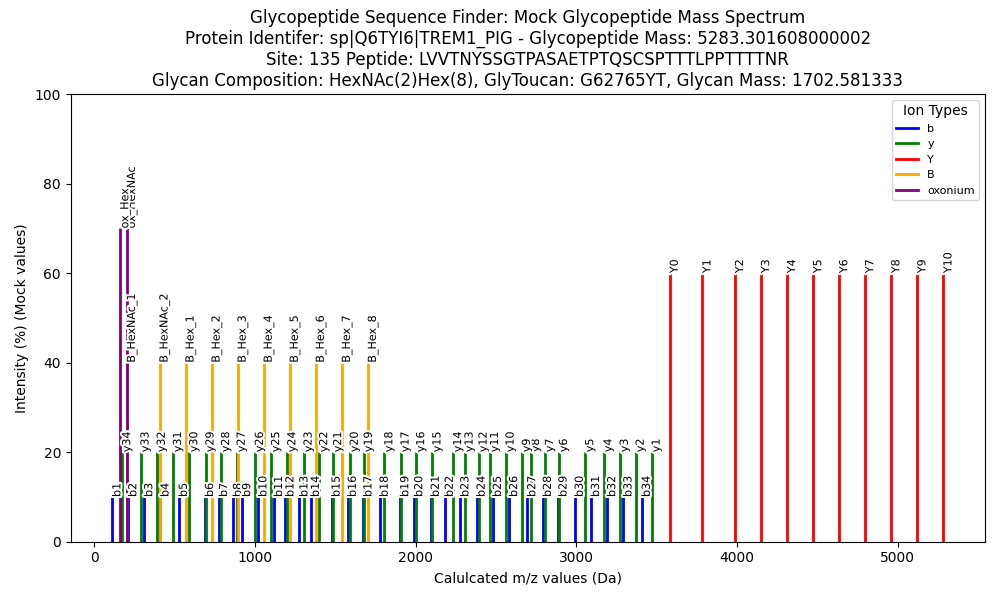 Glycopeptide Sequence Finder: Mock Glycopeptide Mass Spectrum
Protein Identifer: sp|Q6TYI6|TREM1_PIG - Glycopeptide Mass: 5283.301608000002
Site: 135 Peptide: LVVTNYSSGTPASAETPTQSCSPTTTLPPTTTTNR
Glycan Composition: HexNAc(2)Hex(8), GlyToucan: G62765YT, Glycan Mass: 1702.581333
100
80
60
40
20
0
Intensity (%) (Mock values)
Ion Types
b
y
Y
B
oxonium
ox_Hex
ox_HexNAc
Y0
Y1
Y2
Y3
Y4
Y5
Y6
Y7
Y8
Y9
Y10
B_HexNAc_1
B_HexNAc_2
B_Hex_1
B_Hex_2
B_Hex_3
B_Hex_4
B_Hex_5
B_Hex_6
B_Hex_7
B_Hex_8
y34
y33
y32
y31
y30
y29
y28
y27
y26
y25
y24
y23
y22
y21
y20
y19
y18
y17
y16
y15
y14
y13
y12
y11
y10
y9
y8
y7
y6
y5
y4
y3
y2
y1
b1
b2
b3
b4
b5
b6
b7
b8
b9
b10
b11
b12
b13
b14
b15
b16
b17
b18
b19
b20
b21
b22
b23
b24
b25
b26
b27
b28
b29
b30
b31
b32
b33
b34
0
1000
2000
3000
4000
5000
Calulcated m/z values (Da)